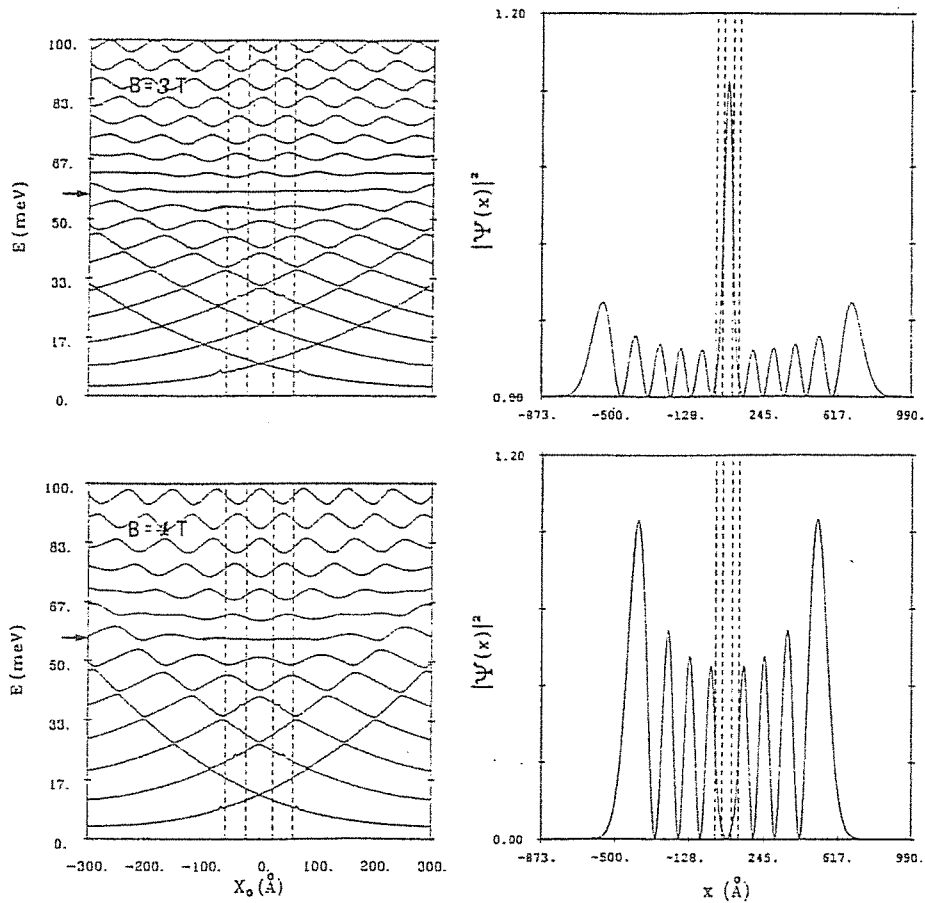 100.
83.
67.
50.
33.
17.
0.
E (meV)
B = 3 T
1.20
0.00
|Ψ(x)|²
-873. -500. -128. 245. 617. 990.
100.
83.
67.
50.
33.
17.
0.
E (meV)
-300. -200. -100. 0. 100. 200. 300.
X₀ (Å)
1.20
0.00
|Ψ(x)|²
-873. -500. -128. 245. 617. 990.
x (Å)